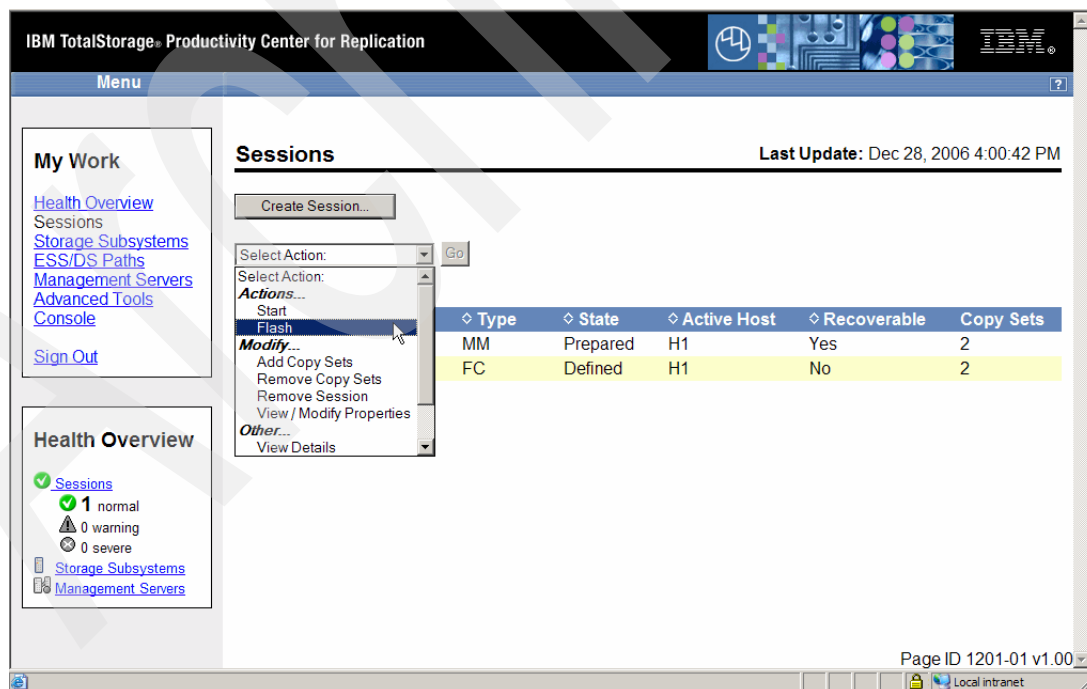 IBM TotalStorage® Productivity Center for Replication
IBM®
Menu
?
My Work
Health Overview
Sessions
Storage Subsystems
ESS/DS Paths
Management Servers
Advanced Tools
Console
Sign Out
Health Overview
Sessions
1 normal
0 warning
0 severe
Storage Subsystems
Management Servers
Sessions
Last Update: Dec 28, 2006 4:00:42 PM
Create Session...
Select Action:
Go
Select Action:
Actions...
Start
Flash
Modify...
Add Copy Sets
Remove Copy Sets
Remove Session
View / Modify Properties
Other...
View Details
Type State Active Host Recoverable Copy Sets
MM Prepared H1 Yes 2
FC Defined H1 No 2
Page ID 1201-01 v1.00
Local intranet